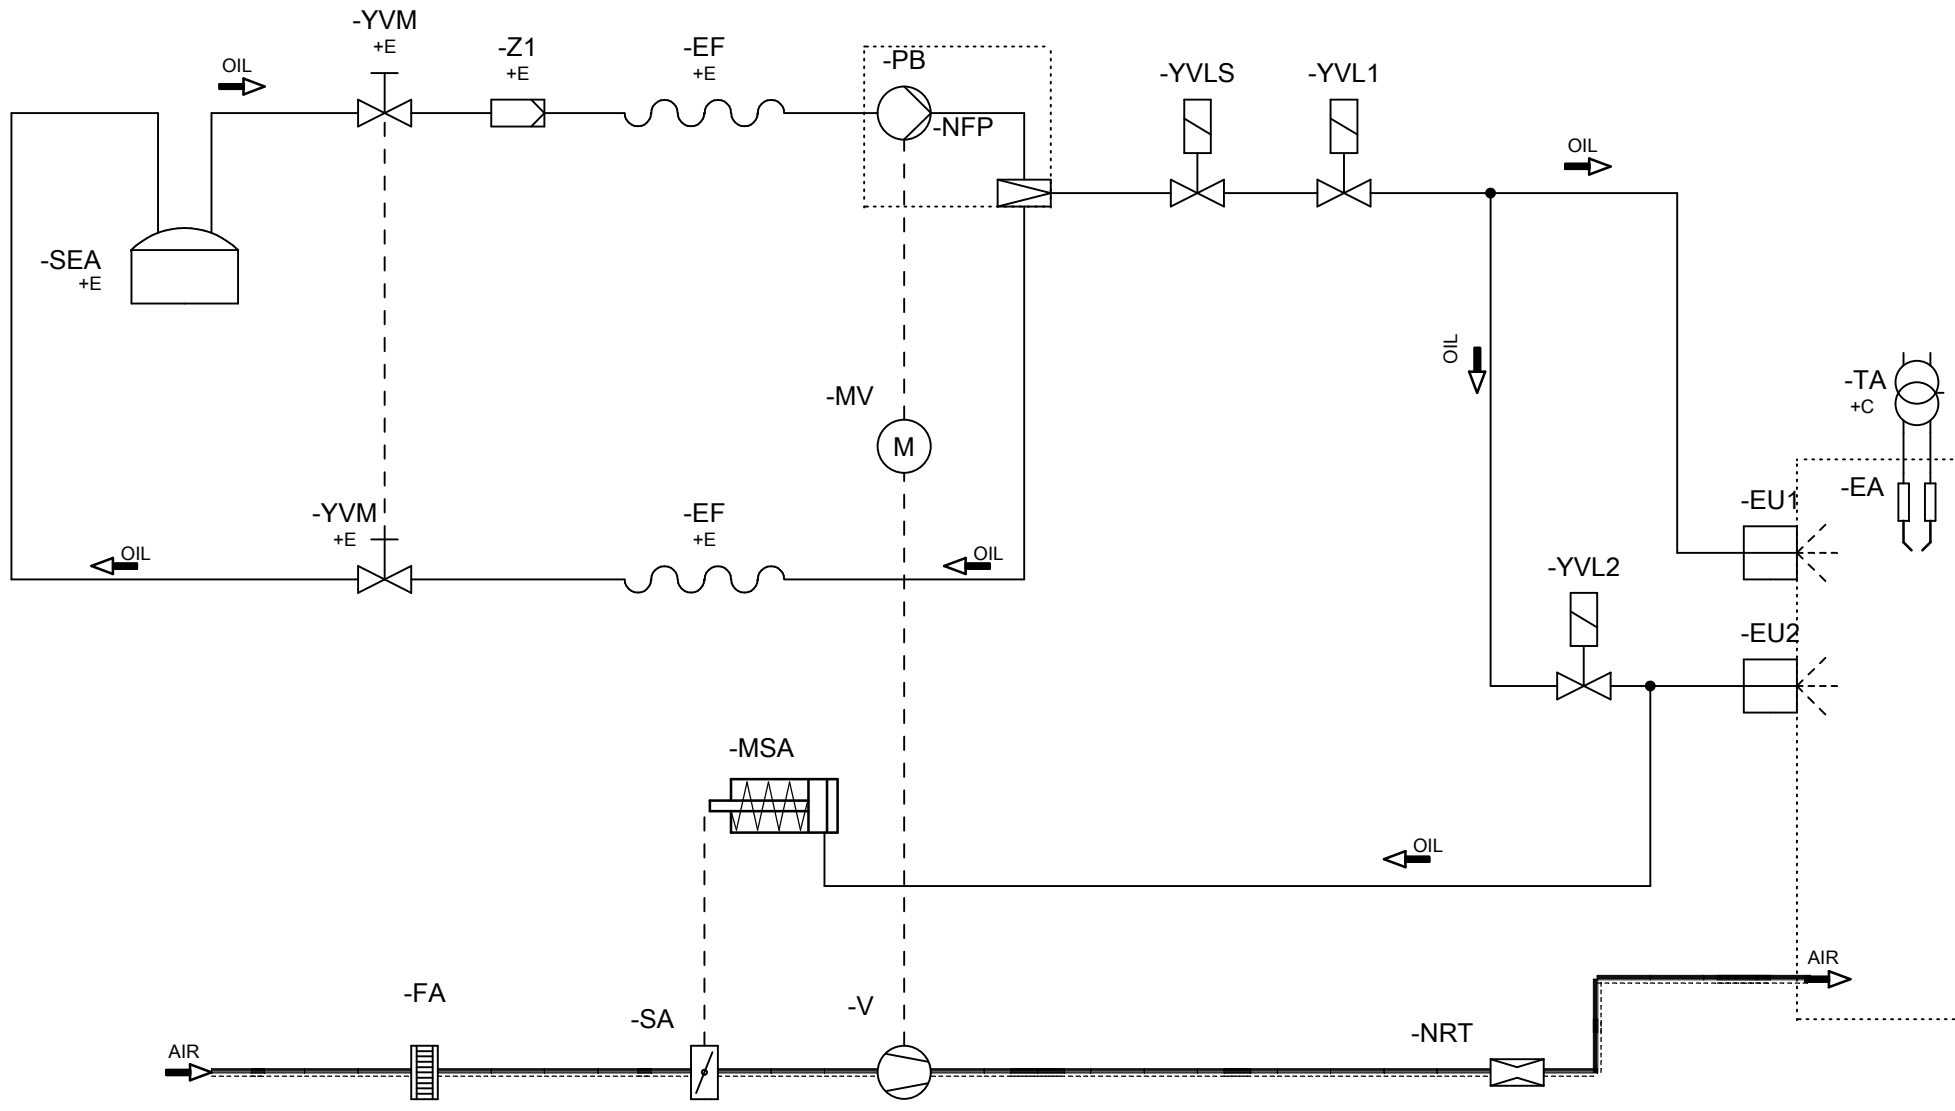 -YVM
+E
-Z1
+E
-EF
+E
-PB
-NFP
-YVLS
-YVL1
OIL
OIL
-SEA
+E
OIL
-MV
M
-TA
+C
-EA
-EU1
-YVM
+E
-EF
+E
OIL
OIL
-YVL2
-EU2
-MSA
OIL
AIR
-FA
-SA
-V
-NRT
AIR